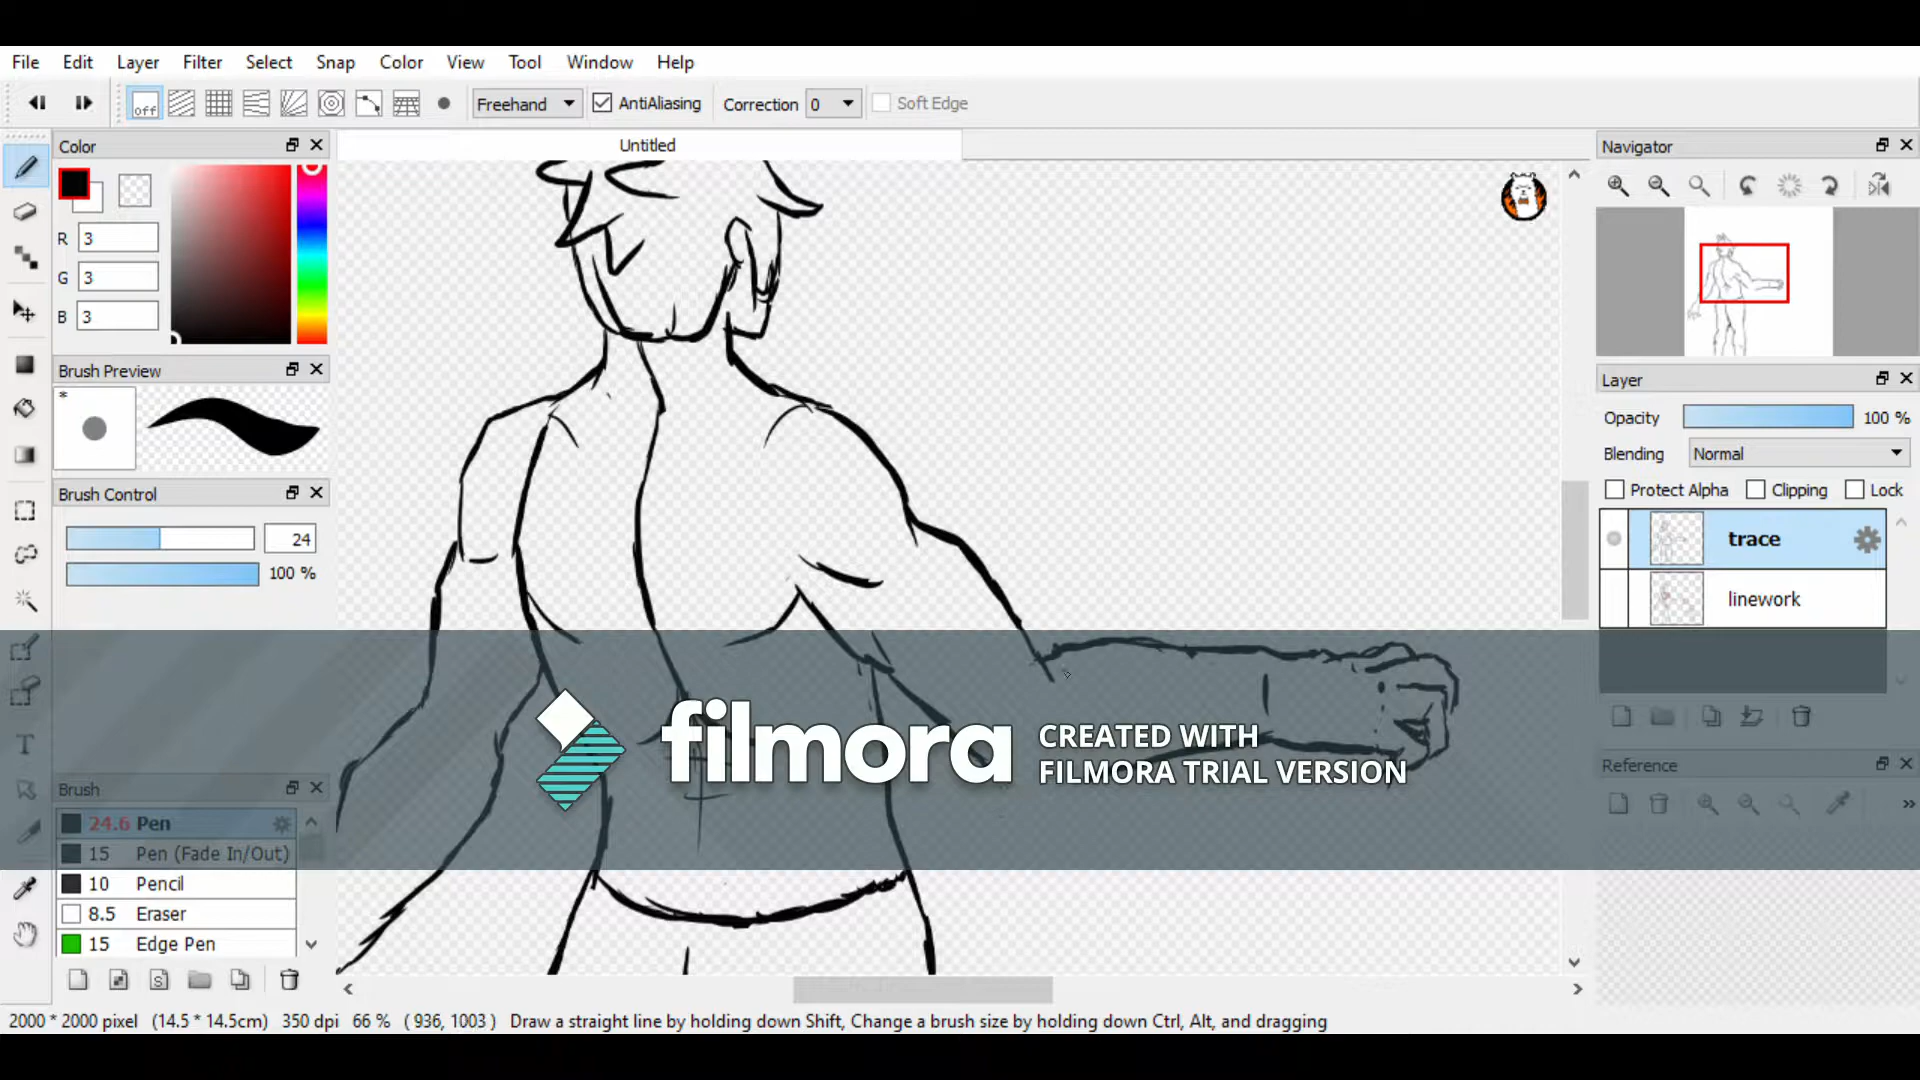 File Edit Layer Filter Select Snap Color View Tool Window Help
off Freehand AntiAliasing Correction 0 Soft Edge
Color
Untitled
Navigator
R 3
G 3
B 3
Brush Preview
*
Layer
Opacity 100 %
Blending Normal
Protect Alpha Clipping Lock
Brush Control
24
100 %
trace
linework
filmora
CREATED WITH
FILMORA TRIAL VERSION
Reference
Brush
24.6 Pen
15 Pen (Fade In/Out)
10 Pencil
8.5 Eraser
15 Edge Pen
2000 * 2000 pixel (14.5 * 14.5cm) 350 dpi 66 % ( 936, 1003 ) Draw a straight line by holding down Shift, Change a brush size by holding down Ctrl, Alt, and dragging